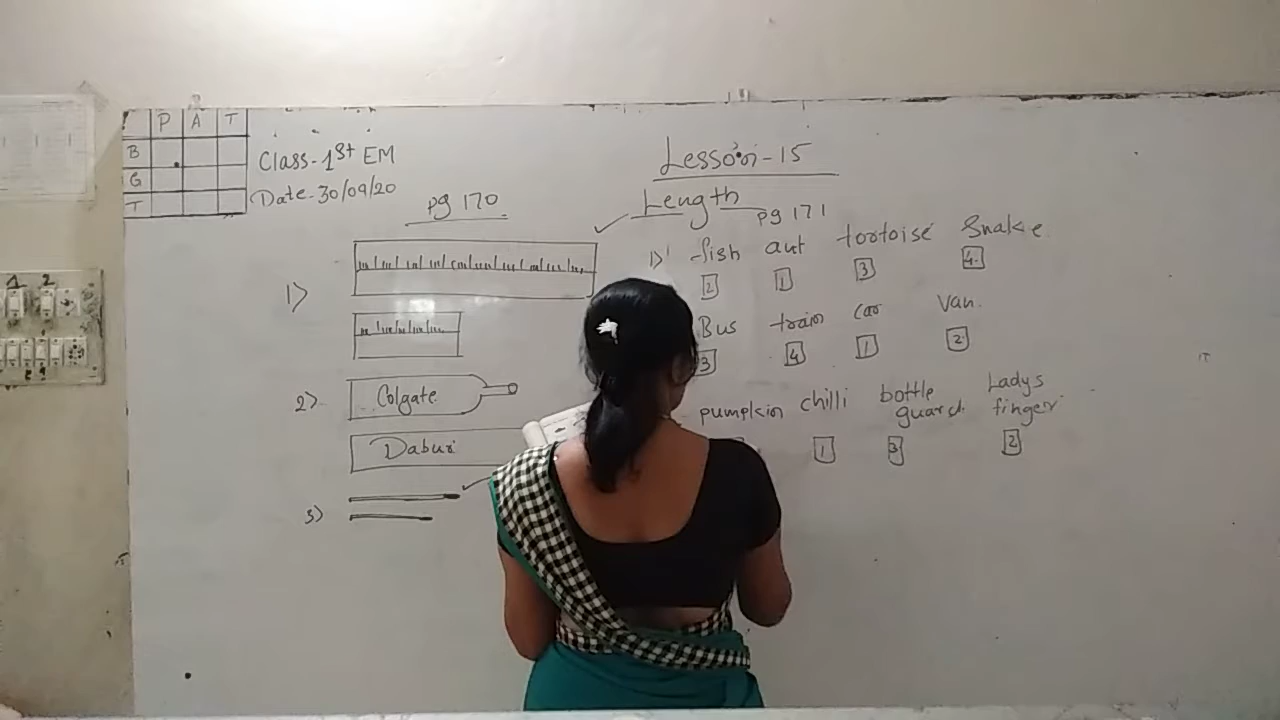 P A T
B
G
T
Class-1st EM
Date-30/09/20
Lesson-15
Length
pg 170
1)
2) Colgate
Dabur
3)
pg 171
1) fish ant tortoise Snake
2 1 3 4
Bus train car Van.
3 4 1 2
pumpkin chilli bottle guard Ladys finger
1 3 2
1 2